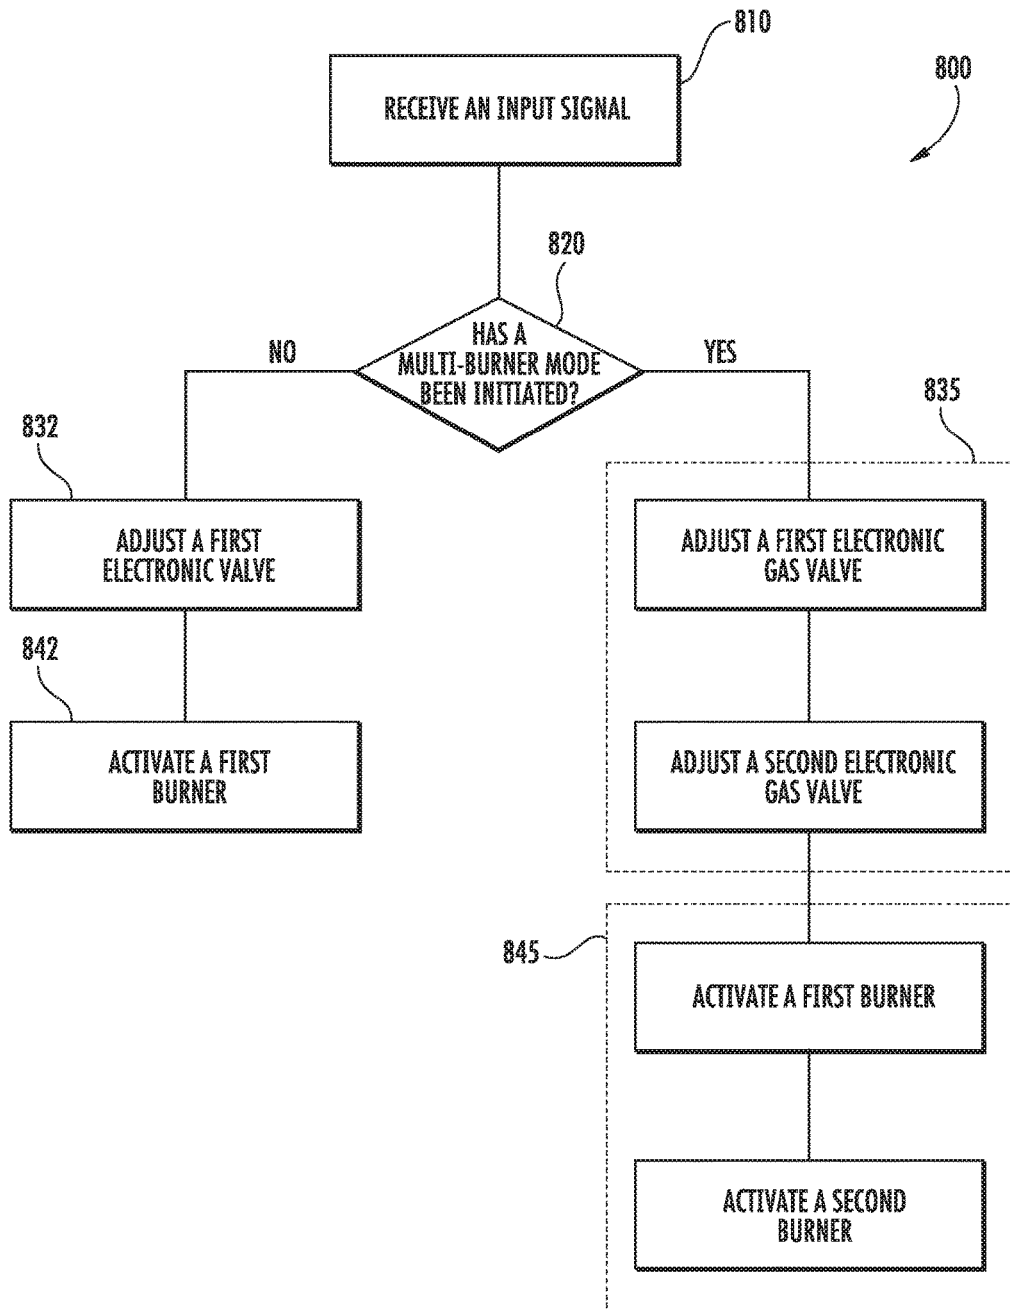 810
RECEIVE AN INPUT SIGNAL
800
820
HAS A
MULTI-BURNER MODE
BEEN INITIATED?
NO
YES
835
832
ADJUST A FIRST
ELECTRONIC VALVE
ADJUST A FIRST ELECTRONIC
GAS VALVE
842
ACTIVATE A FIRST
BURNER
ADJUST A SECOND ELECTRONIC
GAS VALVE
845
ACTIVATE A FIRST BURNER
ACTIVATE A SECOND
BURNER